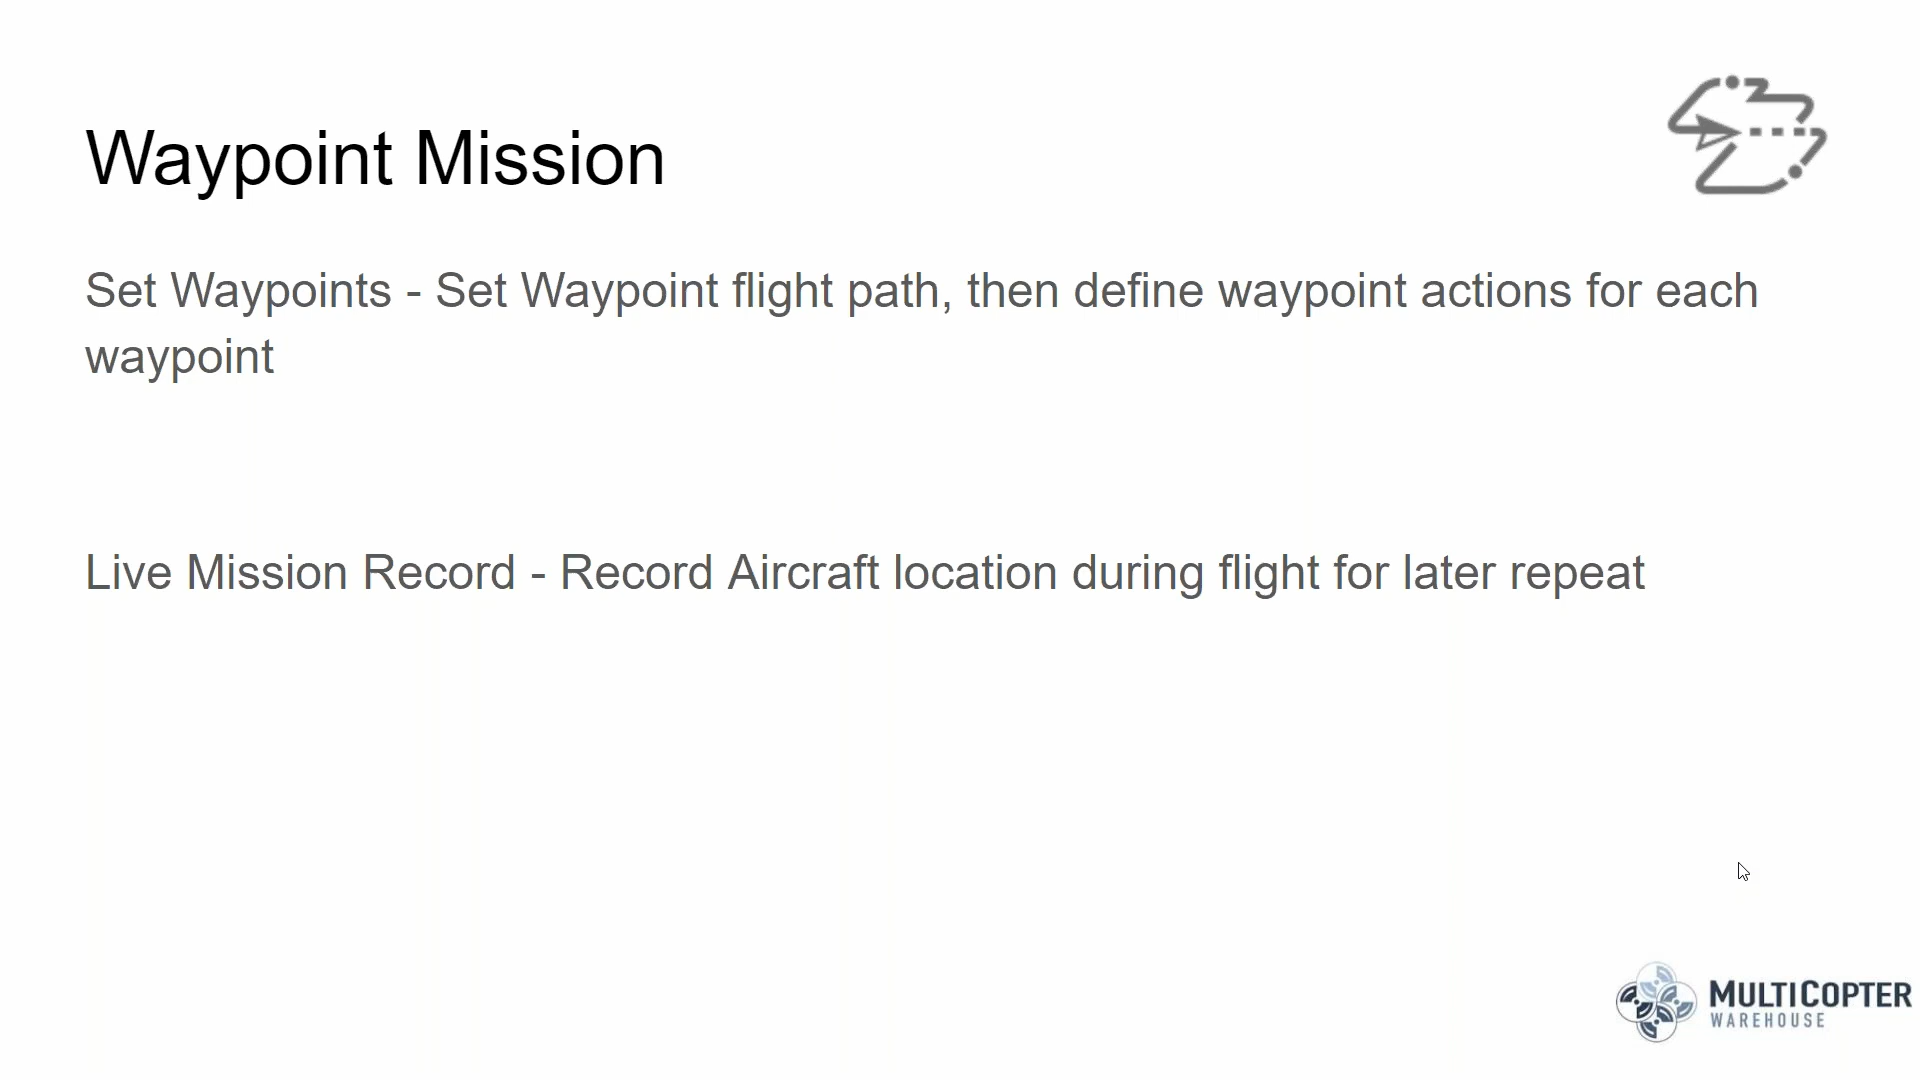 Waypoint Mission
Set Waypoints - Set Waypoint flight path, then define waypoint actions for each
waypoint
Live Mission Record - Record Aircraft location during flight for later repeat
MULTICOPTER
WAREHOUSE